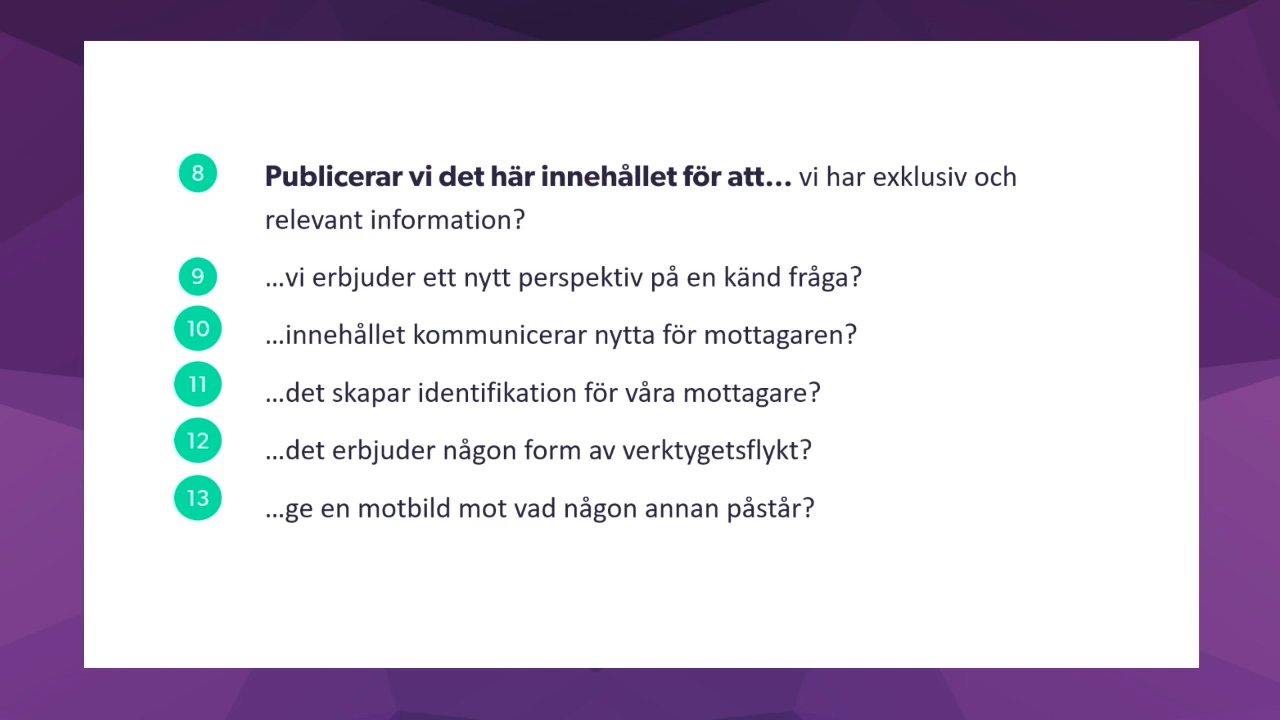 8 Publicerar vi det här innehållet för att… vi har exklusiv och
relevant information?
9 …vi erbjuder ett nytt perspektiv på en känd fråga?
10 …innehållet kommunicerar nytta för mottagaren?
11 …det skapar identifikation för våra mottagare?
12 …det erbjuder någon form av verktygetsflykt?
13 …ge en motbild mot vad någon annan påstår?